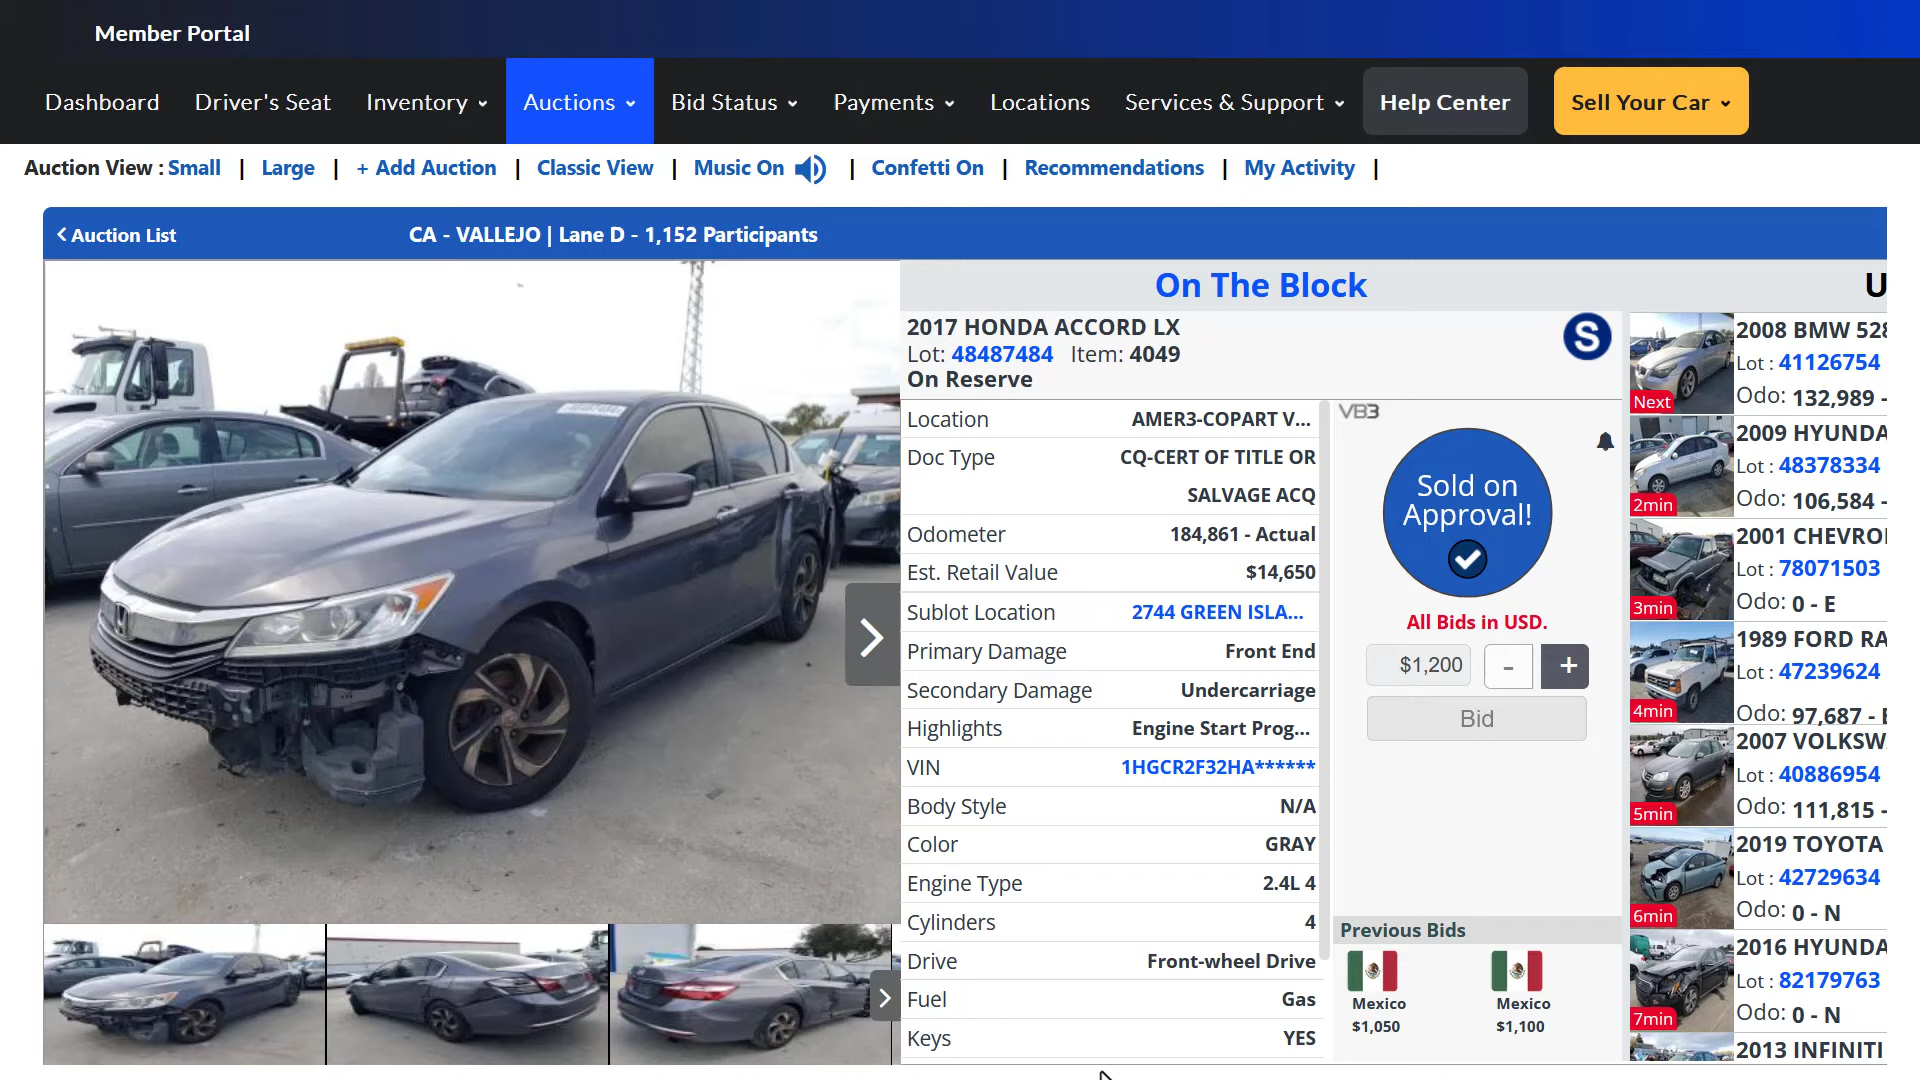 Member Portal
Dashboard
Driver's Seat
Inventory
Auctions
Bid Status
Payments
Locations
Services & Support
Help Center
Sell Your Car
Auction View : Small | Large | + Add Auction | Classic View | Music On | Confetti On | Recommendations | My Activity |
Auction List
CA - VALLEJO | Lane D - 1,152 Participants
On The Block
U
2017 HONDA ACCORD LX
Lot: 48487484 Item: 4049
On Reserve
S
Location AMER3-COPART V...
Doc Type CQ-CERT OF TITLE OR
SALVAGE ACQ
Odometer 184,861 - Actual
Est. Retail Value $14,650
Sublot Location 2744 GREEN ISLA...
Primary Damage Front End
Secondary Damage Undercarriage
Highlights Engine Start Prog...
VIN 1HGCR2F32HA******
Body Style N/A
Color GRAY
Engine Type 2.4L 4
Cylinders 4
Drive Front-wheel Drive
Fuel Gas
Keys YES
VB3
Sold on
Approval!
All Bids in USD.
$1,200
-
+
Bid
Previous Bids
Mexico
$1,050
Mexico
$1,100
Next
2008 BMW 528
Lot : 41126754
Odo: 132,989 -
2min
2009 HYUNDA
Lot : 48378334
Odo: 106,584 -
3min
2001 CHEVROL
Lot : 78071503
Odo: 0 - E
4min
1989 FORD RA
Lot : 47239624
Odo: 97,687 - E
5min
2007 VOLKSW
Lot : 40886954
Odo: 111,815 -
6min
2019 TOYOTA
Lot : 42729634
Odo: 0 - N
7min
2016 HYUNDA
Lot : 82179763
Odo: 0 - N
2013 INFINITI